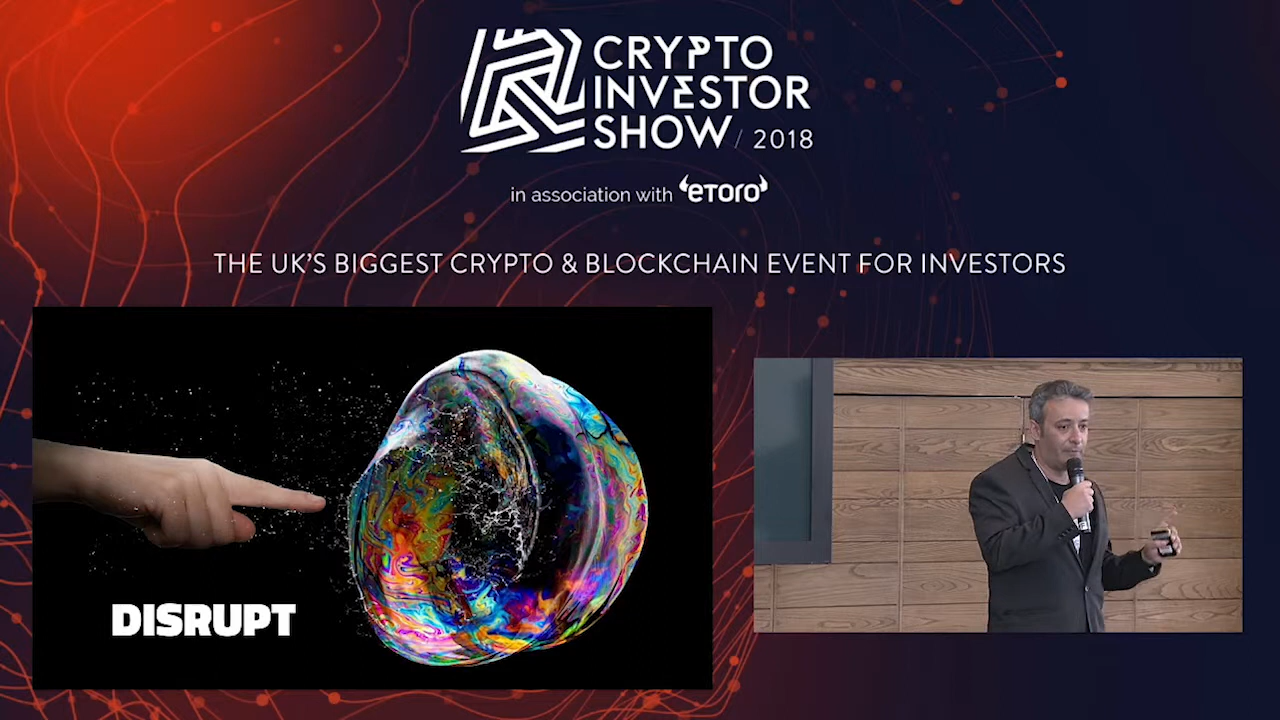 CRYPTO
INVESTOR
SHOW / 2018
in association with eTORO
THE UK'S BIGGEST CRYPTO & BLOCKCHAIN EVENT FOR INVESTORS
DISRUPT